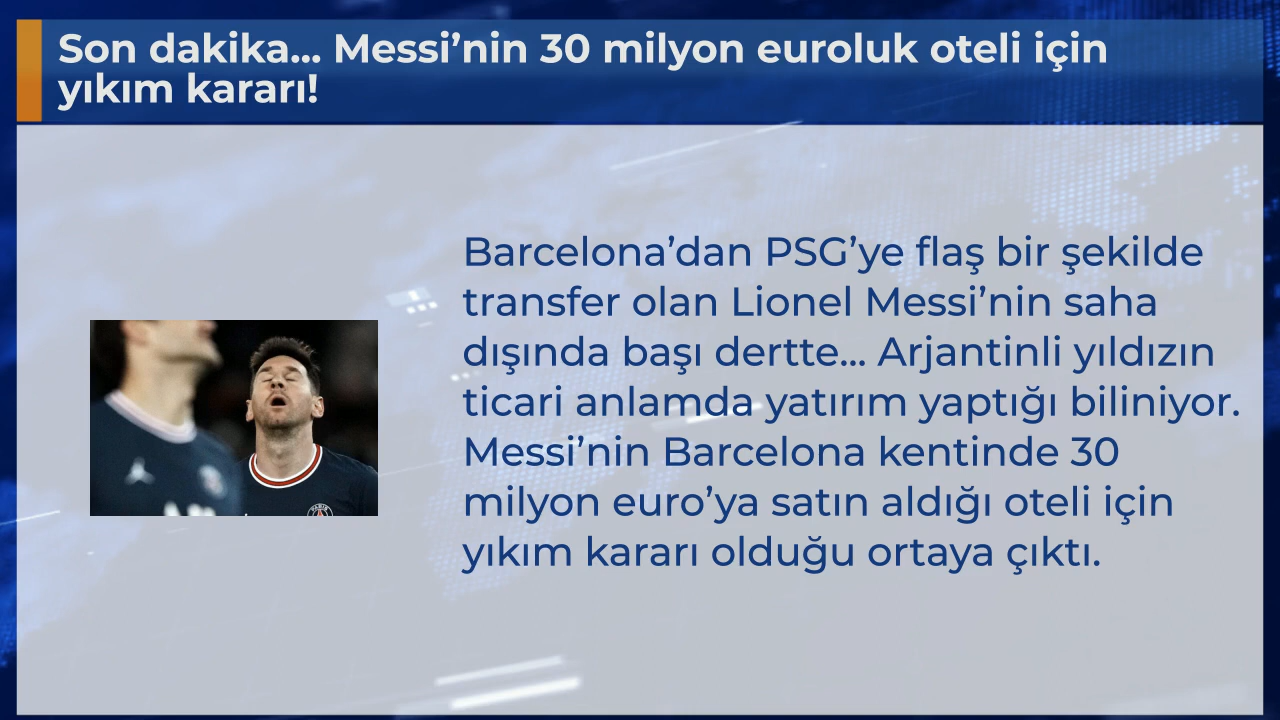 Son dakika... Messi’nin 30 milyon euroluk oteli için
yıkım kararı!
Barcelona’dan PSG’ye flaş bir şekilde
transfer olan Lionel Messi’nin saha
dışında başı dertte... Arjantinli yıldızın
ticari anlamda yatırım yaptığı biliniyor.
Messi’nin Barcelona kentinde 30
milyon euro’ya satın aldığı oteli için
yıkım kararı olduğu ortaya çıktı.